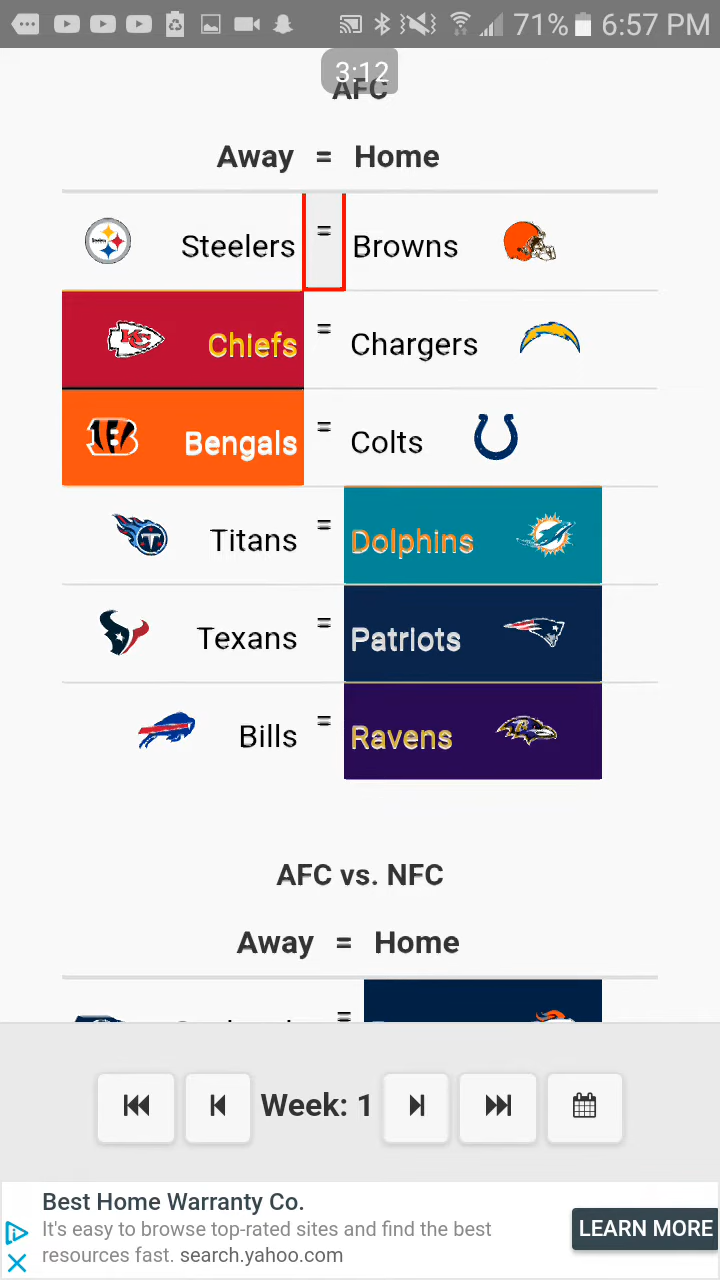 71% 6:57 PM
3:12
AFC
Away = Home
Steelers = Browns
Chiefs = Chargers
Bengals = Colts
Titans = Dolphins
Texans = Patriots
Bills = Ravens
AFC vs. NFC
Away = Home
=
Week: 1
Best Home Warranty Co.
It's easy to browse top-rated sites and find the best
resources fast. search.yahoo.com
LEARN MORE